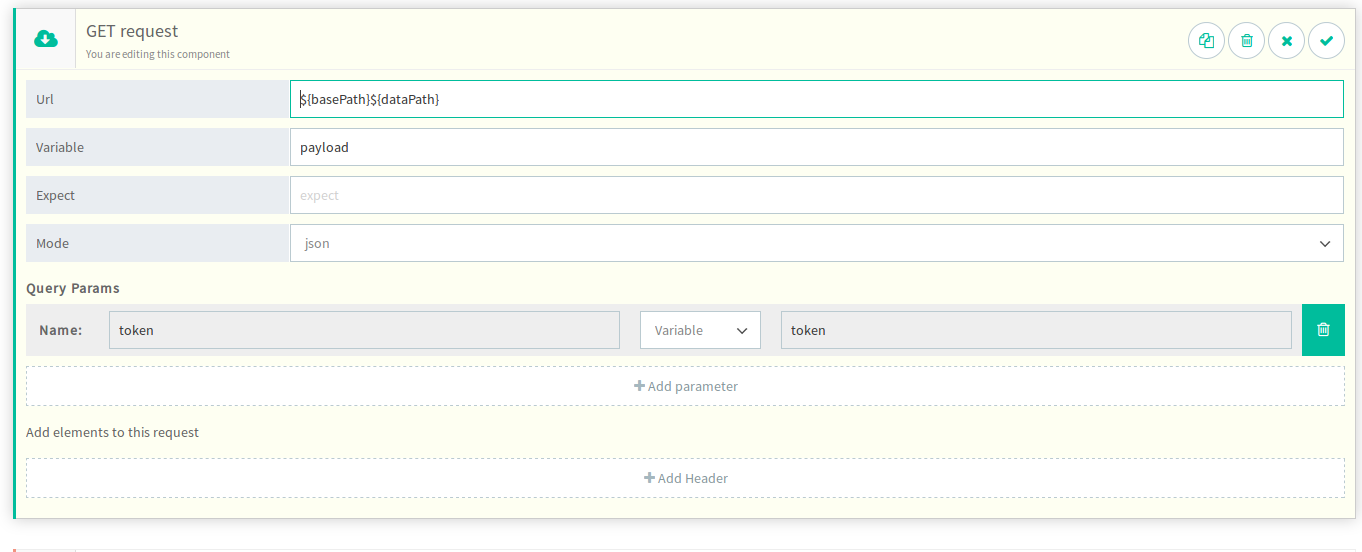 GET request
You are editing this component
Url
${basePath}${dataPath}
Variable
payload
Expect
expect
Mode
json
Query Params
Name:
token
Variable
token
Add parameter
Add elements to this request
Add Header